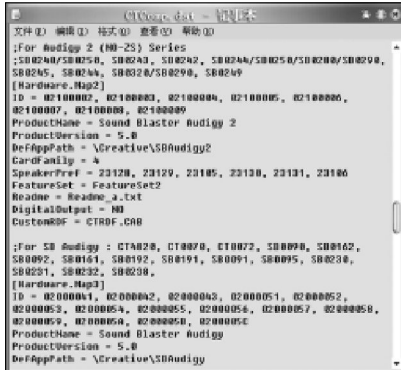 CTComp.dat - 记事本
文件(F) 编辑(E) 格式(O) 查看(V) 帮助(H)
;For Audigy 2 (NO-ZS) Series
;SB0240/SB0250, SB0243, SB0242, SB0244/SB0250/SB0280/SB0290,
SB0245, SB0244, SB0320/SB0290, SB0249
[Hardware.Map2]
ID = 02100002, 02100003, 02100004, 02100005, 02100006,
02100007, 02100008, 02100009
ProductName = Sound Blaster Audigy 2
ProductVersion = 5.0
DefAppPath = \Creative\SBAudigy2
CardFamily = 4
SpeakerPref = 23128, 23129, 23105, 23130, 23131, 23106
FeatureSet = FeatureSet2
Readme = Readme_a.txt
DigitalOutput = NO
CustomRDF = CTRDF.CAB
;For SB Audigy : CT4820, CT0070, CT0072, SB0090, SB0162,
SB0092, SB0161, SB0192, SB0191, SB0091, SB0095, SB0230,
SB0231, SB0232, SB0238,
[Hardware.Map3]
ID = 02000041, 02000042, 02000043, 02000051, 02000052,
02000053, 02000054, 02000055, 02000056, 02000057, 02000058,
02000059, 0200005A, 0200005B, 0200005C
ProductName = Sound Blaster Audigy
ProductVersion = 5.0
DefAppPath = \Creative\SBAudigy